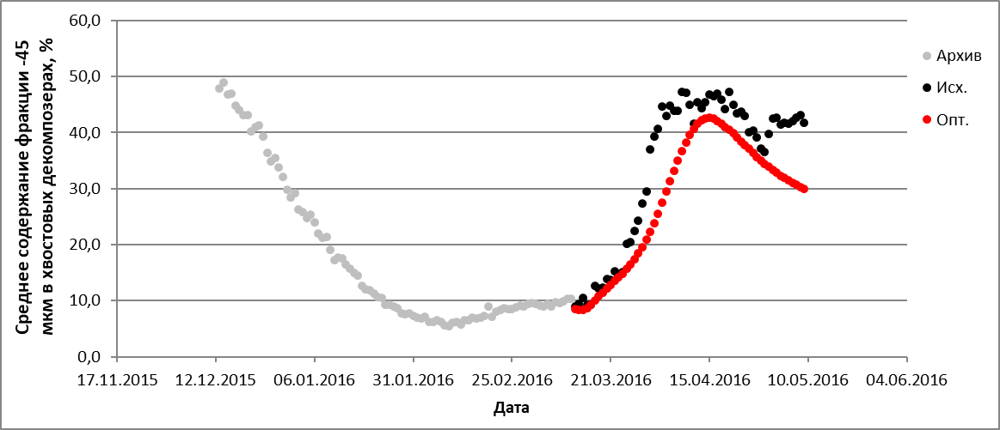 Среднее содержание фракции -45
мкм в хвостовых декомпозерах, %
60,0
50,0
40,0
30,0
20,0
10,0
0,0
17.11.2015 12.12.2015 06.01.2016 31.01.2016 25.02.2016 21.03.2016 15.04.2016 10.05.2016 04.06.2016
Дата
Архив
Исх.
Опт.